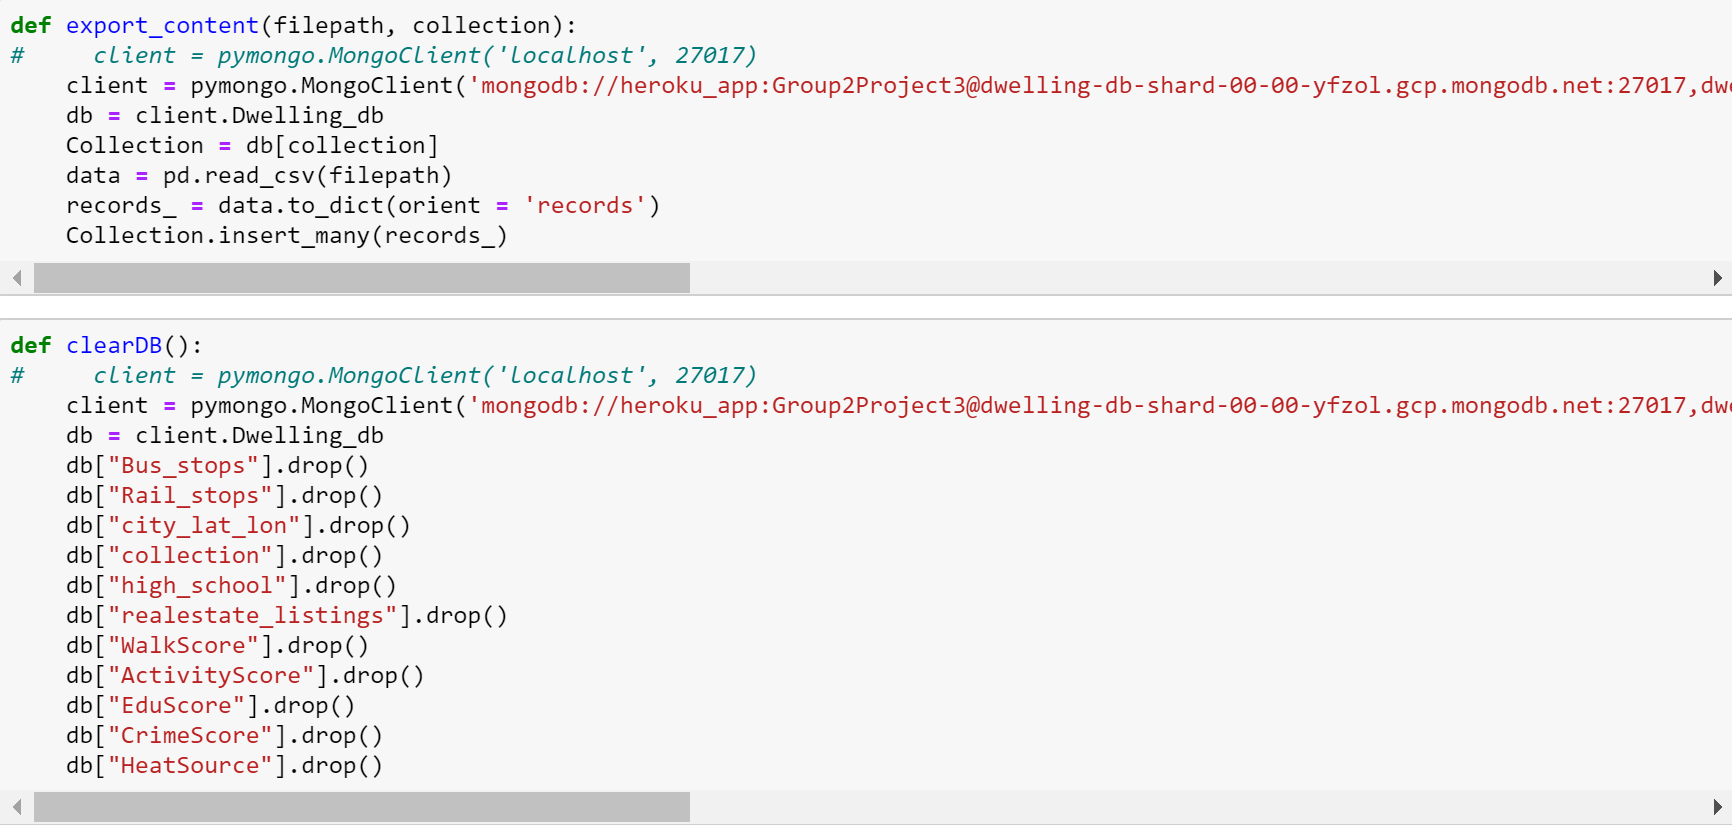 def export_content(filepath, collection):
#     client = pymongo.MongoClient('localhost', 27017)
    client = pymongo.MongoClient('mongodb://heroku_app:Group2Project3@dwelling-db-shard-00-00-yfzol.gcp.mongodb.net:27017,dwe
    db = client.Dwelling_db
    Collection = db[collection]
    data = pd.read_csv(filepath)
    records_ = data.to_dict(orient = 'records')
    Collection.insert_many(records_)
def clearDB():
#     client = pymongo.MongoClient('localhost', 27017)
    client = pymongo.MongoClient('mongodb://heroku_app:Group2Project3@dwelling-db-shard-00-00-yfzol.gcp.mongodb.net:27017,dwe
    db = client.Dwelling_db
    db["Bus_stops"].drop()
    db["Rail_stops"].drop()
    db["city_lat_lon"].drop()
    db["collection"].drop()
    db["high_school"].drop()
    db["realestate_listings"].drop()
    db["WalkScore"].drop()
    db["ActivityScore"].drop()
    db["EduScore"].drop()
    db["CrimeScore"].drop()
    db["HeatSource"].drop()